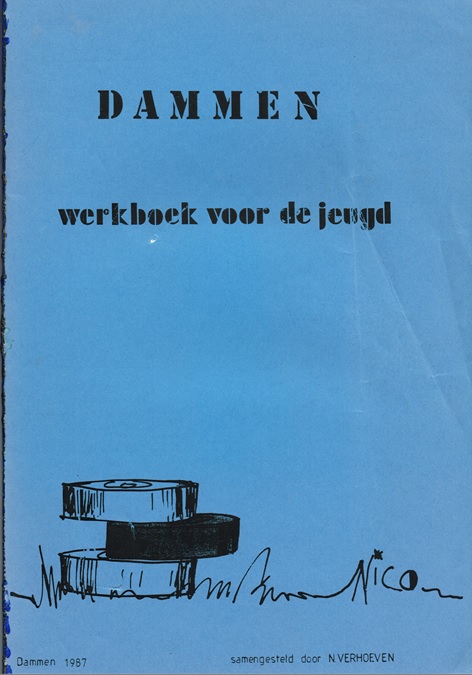 DAMMEN
werkboek voor de jeugd
NICO
Dammen 1987 samengesteld door N.VERHOEVEN